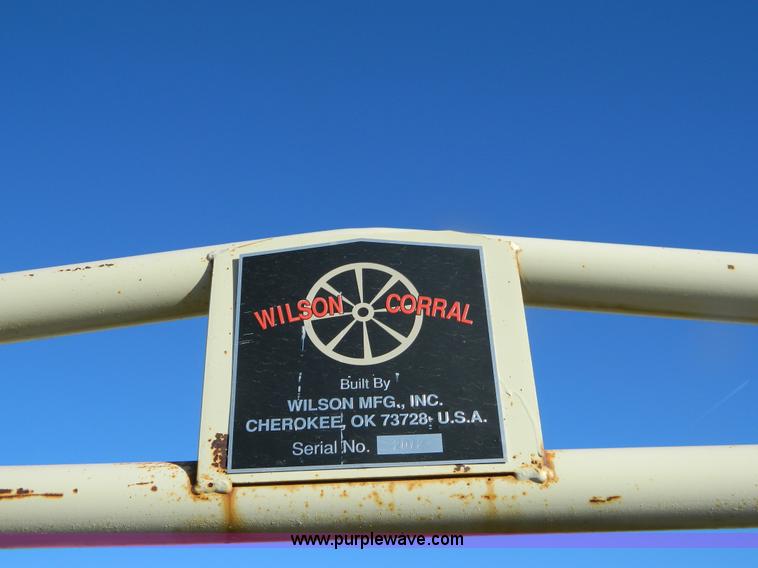 WILSON CORRAL
Built By
WILSON MFG., INC.
CHEROKEE, OK 73728 U.S.A.
Serial No.
www.purplewave.com